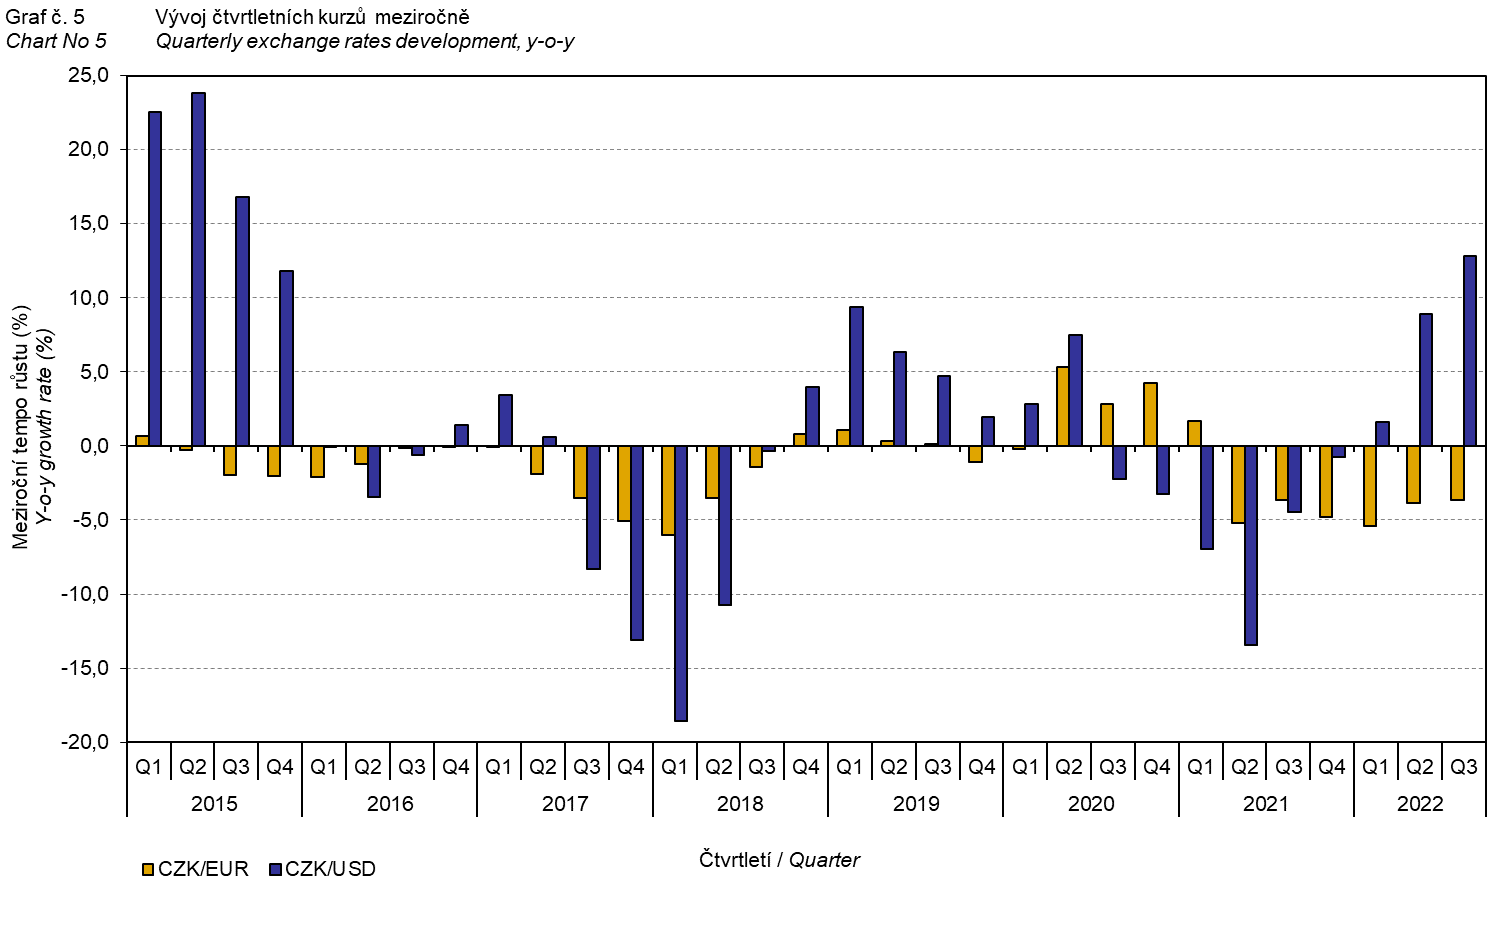 Graf č. 5 Vývoj čtvrtletních kurzů meziročně
Chart No 5 Quarterly exchange rates development, y-o-y
Meziroční tempo růstu (%)
Y-o-y growth rate (%)
25,0
20,0
15,0
10,0
5,0
0,0
-5,0
-10,0
-15,0
-20,0
Q1 Q2 Q3 Q4 Q1 Q2 Q3 Q4 Q1 Q2 Q3 Q4 Q1 Q2 Q3 Q4 Q1 Q2 Q3 Q4 Q1 Q2 Q3 Q4 Q1 Q2 Q3 Q4 Q1 Q2 Q3
2015 2016 2017 2018 2019 2020 2021 2022
Čtvrtletí / Quarter
CZK/EUR CZK/USD